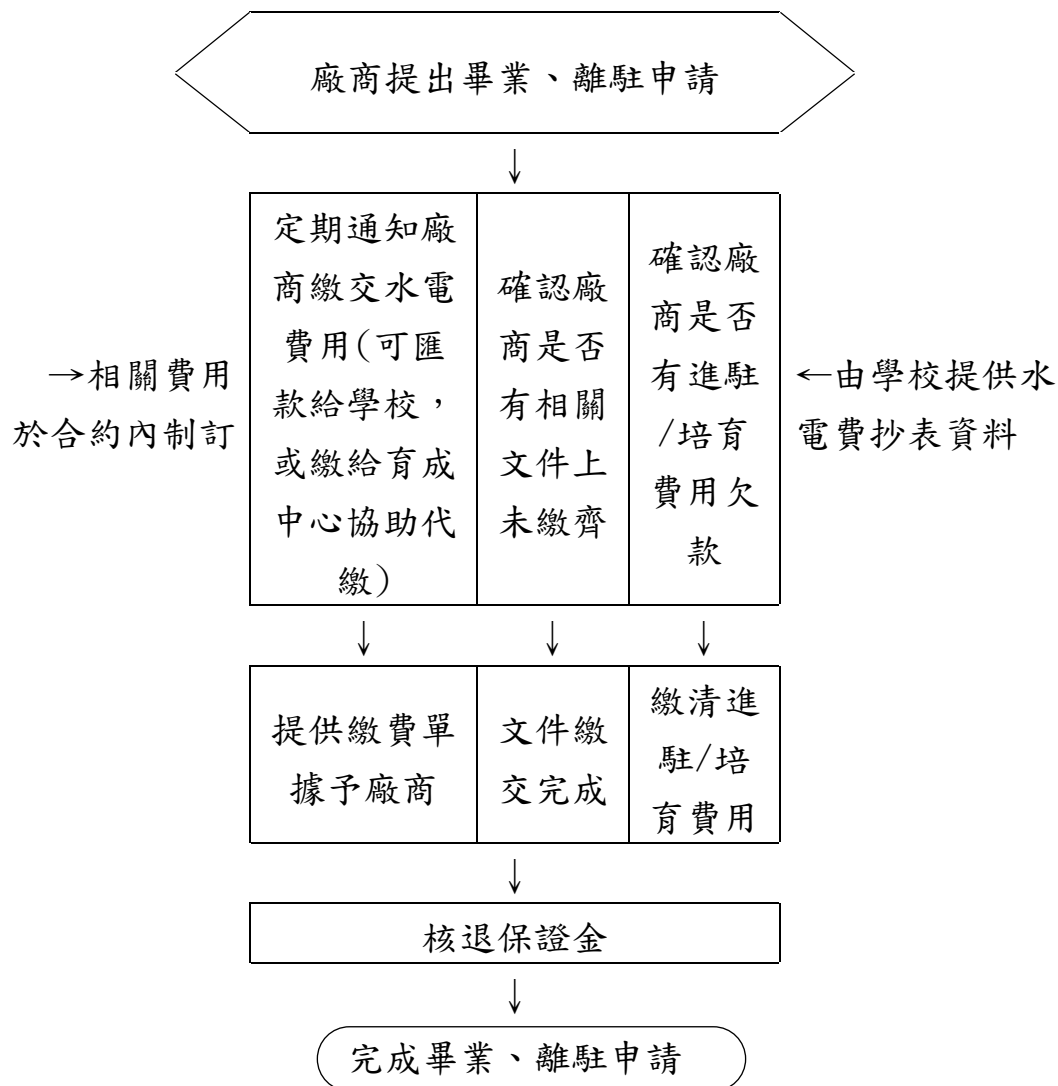 廠商提出畢業、離駐申請
↓
定期通知廠
商繳交水電
費用(可匯
款給學校，
或繳給育成
中心協助代
繳)
確認廠
商是否
有相關
文件上
未繳齊
確認廠
商是否
有進駐
/培育
費用欠
款
→相關費用
於合約內制訂
←由學校提供水
電費抄表資料
↓
↓
↓
提供繳費單
據予廠商
文件繳
交完成
繳清進
駐/培
育費用
↓
核退保證金
↓
完成畢業、離駐申請